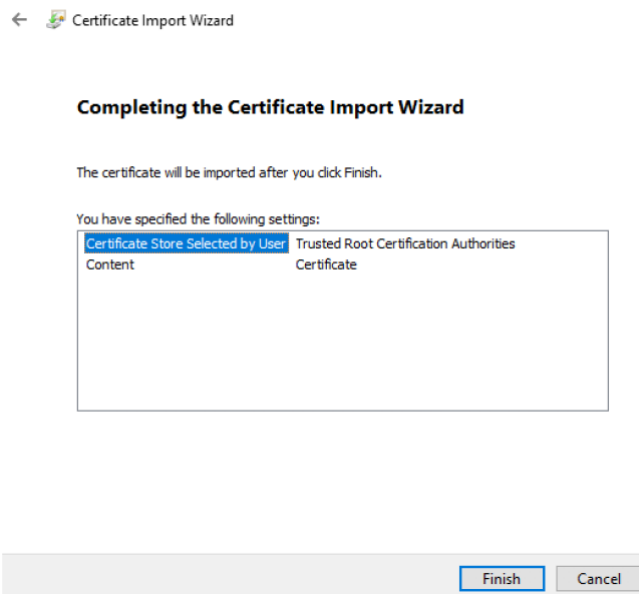 Certificate Import Wizard
Completing the Certificate Import Wizard
The certificate will be imported after you click Finish.
You have specified the following settings:
Certificate Store Selected by User Trusted Root Certification Authorities
Content Certificate
Finish Cancel